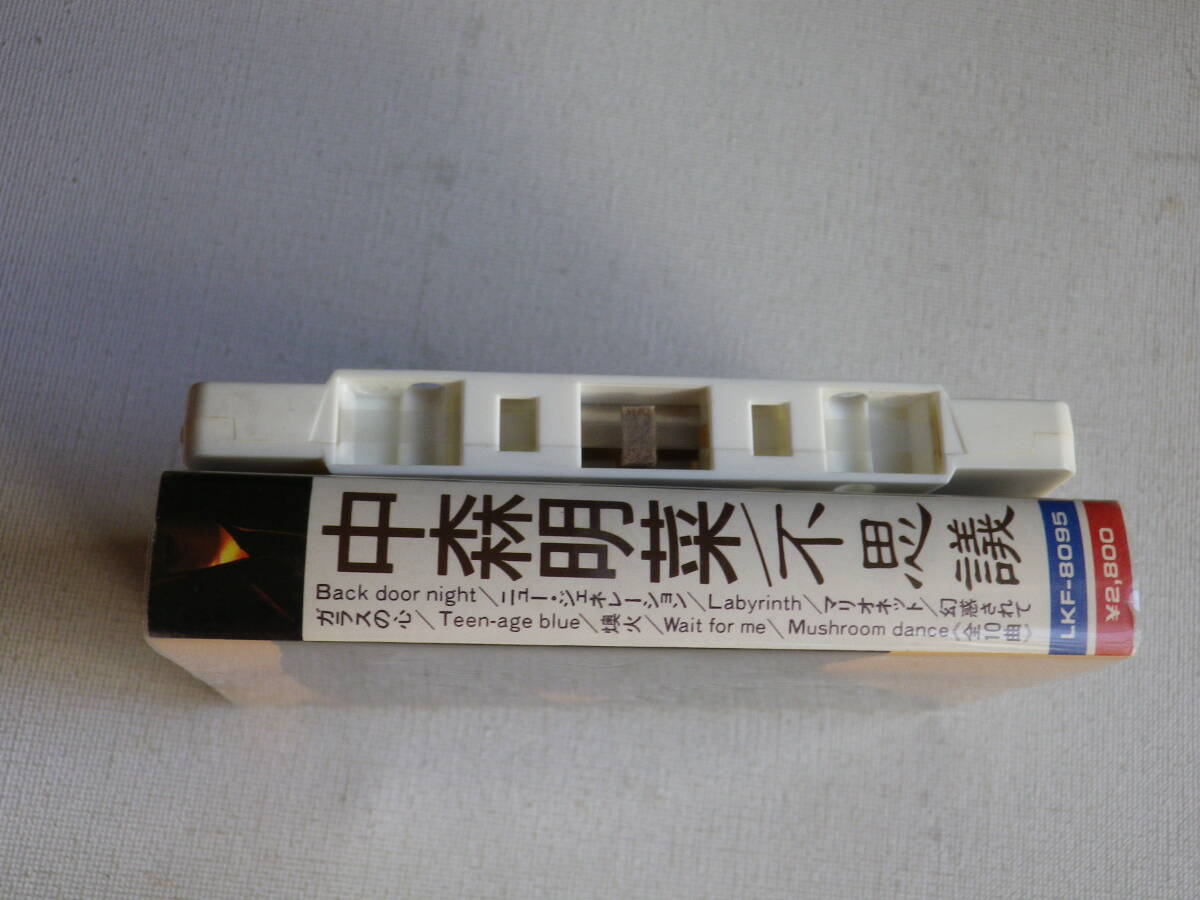 中森明菜/不思議
Back door night/ニュー・ジェネレーション/Labyrinth/マリオネット/幻惑されて
ガラスの心/Teen-age blue/燠火/Wait for me/Mushroom dance〈全10曲〉
LKF-8095
¥2,800